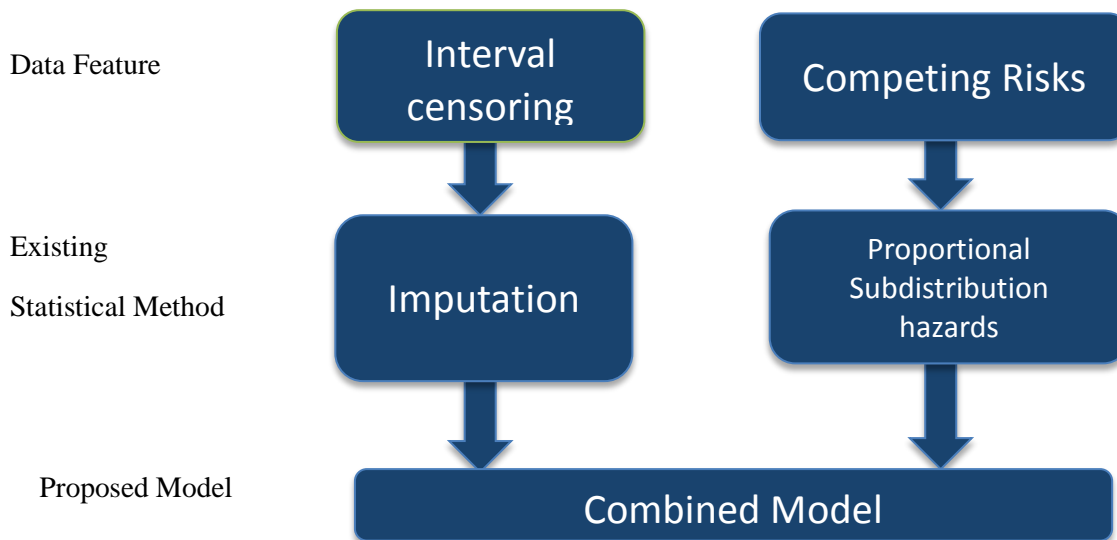 Data Feature
Interval
censoring
Competing Risks
Existing
Statistical Method
Imputation
Proportional
Subdistribution
hazards
Proposed Model
Combined Model